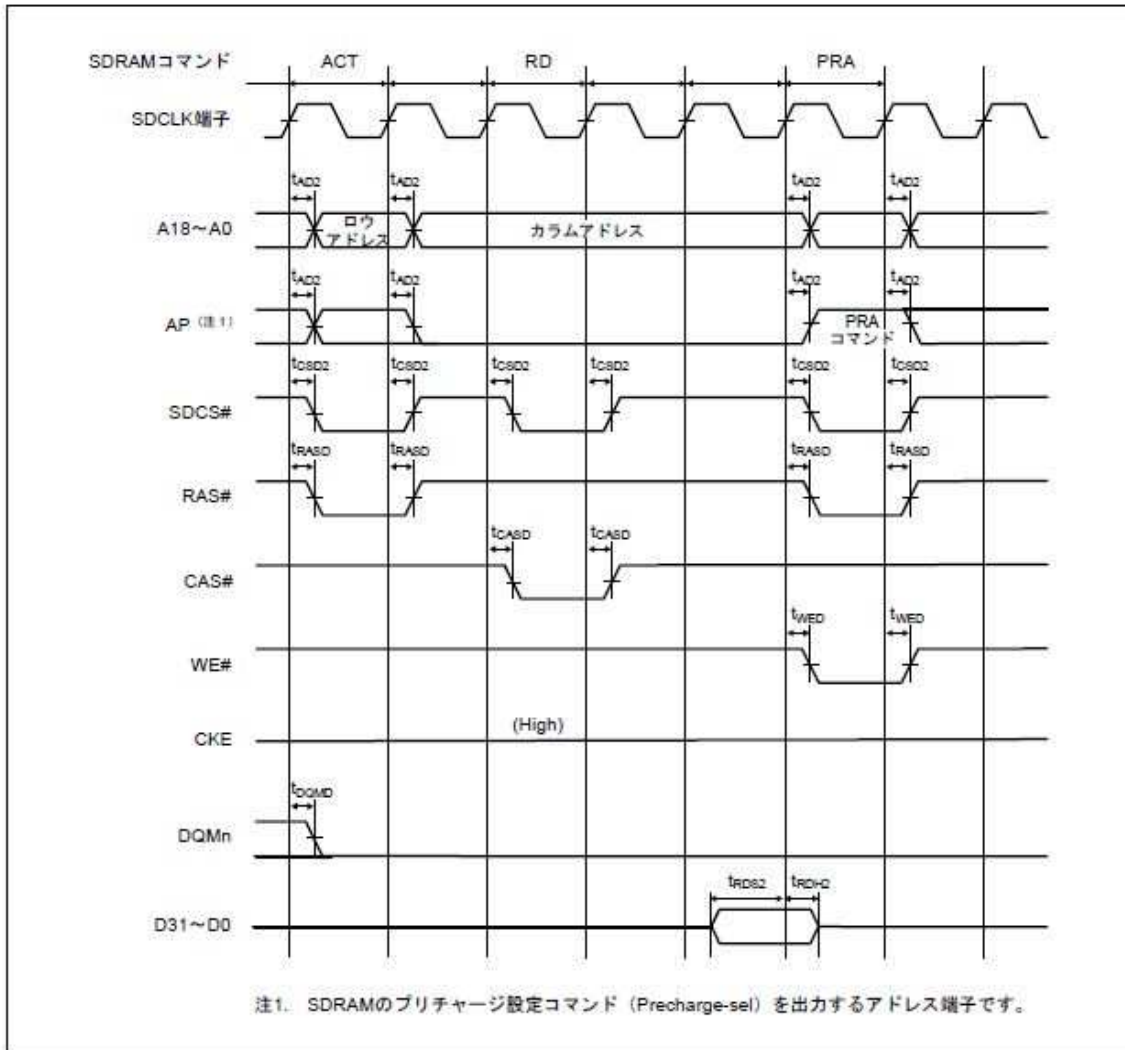 SDRAMコマンド ACT RD PRA
SDCLK端子
tAD2 tAD2 tAD2 tAD2
A18～A0 ロウアドレス カラムアドレス
tAD2 tAD2 tAD2 tAD2
AP（注1） PRAコマンド
tCSD2 tCSD2 tCSD2 tCSD2 tCSD2 tCSD2
SDCS#
tRASD tRASD tRASD tRASD
RAS#
tCASD tCASD
CAS#
tWED tWED
WE#
(High)
CKE
tDQMD
DQMn
tRDS2 tRDH2
D31～D0
注1. SDRAMのプリチャージ設定コマンド（Precharge-sel）を出力するアドレス端子です。